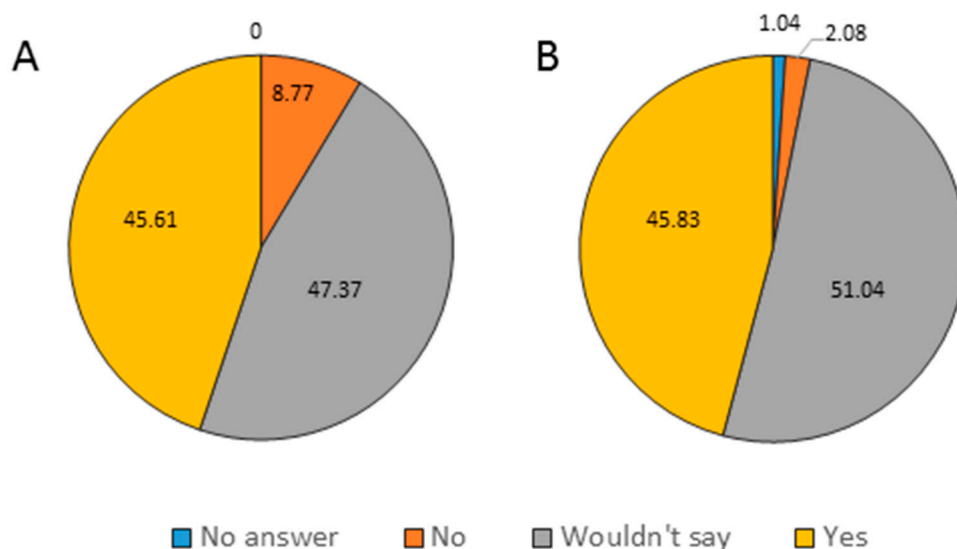 0
1.04
2.08
A
B
8.77
45.61
45.83
47.37
51.04
No answer
No
Wouldn't say
Yes